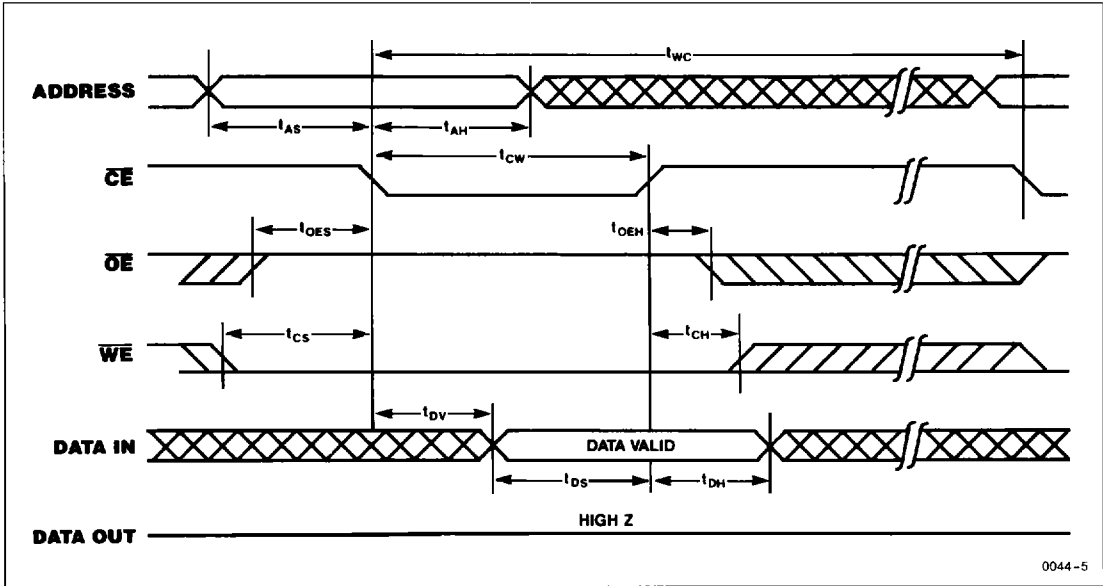 tWC
ADDRESS
tAS
tAH
tCW
CE
tOES
tOEH
OE
tCS
tCH
WE
tDV
DATA IN
DATA VALID
tDS
tDH
HIGH Z
DATA OUT
0044-5